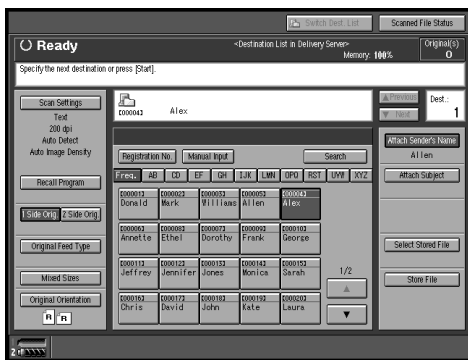 Switch Dest. List
Scanned File Status
Ready
<Destination List in Delivery Server>
Memory: 100%
Original(s)
0
Specify the next destination or press [Start].
Scan Settings
Text
200 dpi
Auto Detect
Auto Image Density
Recall Program
1 Side Orig. 2 Side Orig.
Original Feed Type
Mixed Sizes
Original Orientation
R R
[00004] Alex
▲ Previous
▼ Next
Dest.:
1
Registration No. Manual Input Search
Freq. AB CD EF GH IJK LMN OPQ RST UVW XYZ
[00001] [00002] [00003] [00005] [00004]
Donald Mark Williams Allen Alex
[00006] [00008] [00007] [00009] [00010]
Annette Ethel Dorothy Frank George
[00011] [00012] [00013] [00014] [00015]
Jeffrey Jennifer Jones Monica Sarah
[00016] [00017] [00018] [00019] [00020]
Chris David John Kate Laura
1/2
▲
▼
Attach Sender's Name
Allen
Attach Subject
Select Stored File
Store File